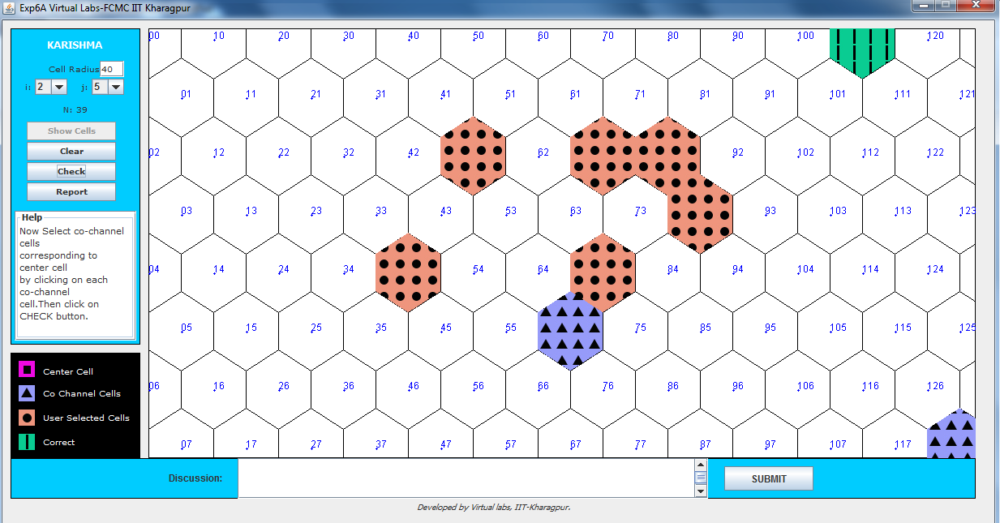 Exp6A Virtual Labs-FCMC IIT Kharagpur
KARISHMA
Cell Radius 40
i: 2 j: 5
N: 39
Show Cells
Clear
Check
Report
Help
Now Select co-channel
cells
corresponding to
center cell
by clicking on each
co-channel
cell.Then click on
CHECK button.
Center Cell
Co Channel Cells
User Selected Cells
Correct
00 10 20 30 40 50 60 70 80 90 100 120
01 11 21 31 41 51 61 71 81 91 101 111 121
02 12 22 32 42 62 92 102 112 122
03 13 23 33 43 53 63 73 93 103 113 123
04 14 24 34 54 64 84 94 104 114 124
05 15 25 35 45 55 75 85 95 105 115 125
06 16 26 36 46 56 66 76 86 96 106 116 126
07 17 27 37 47 57 67 77 87 97 107 117
Discussion:
SUBMIT
Developed by Virtual labs, IIT-Kharagpur.